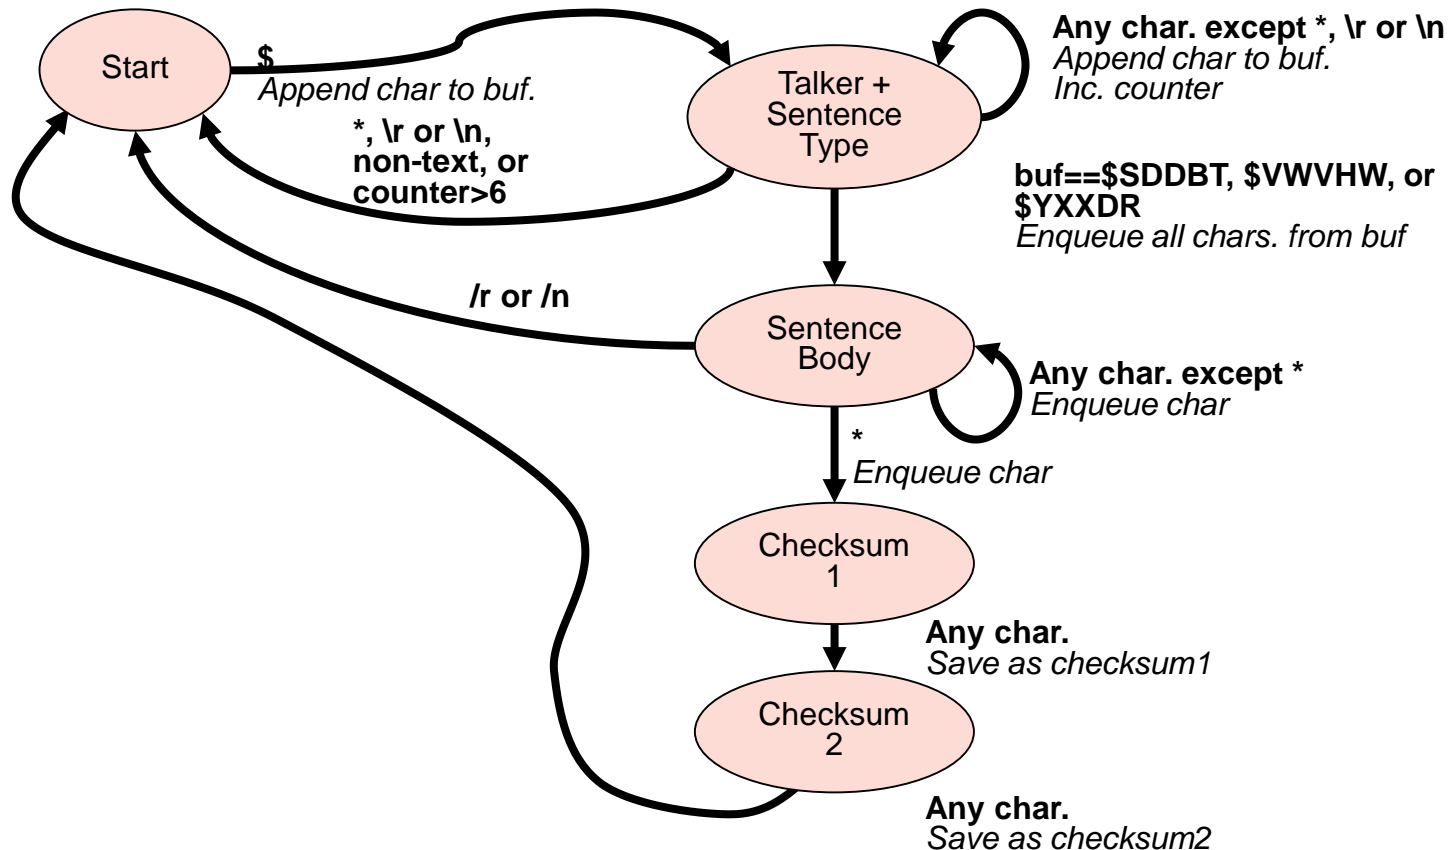 Start
$
Append char to buf.
*, \r or \n,
non-text, or
counter>6
Talker +
Sentence
Type
Any char. except *, \r or \n
Append char to buf.
Inc. counter
buf==$SDDBT, $VWVHW, or
$YXXDR
Enqueue all chars. from buf
/r or /n
Sentence
Body
Any char. except *
Enqueue char
*
Enqueue char
Checksum
1
Any char.
Save as checksum1
Checksum
2
Any char.
Save as checksum2